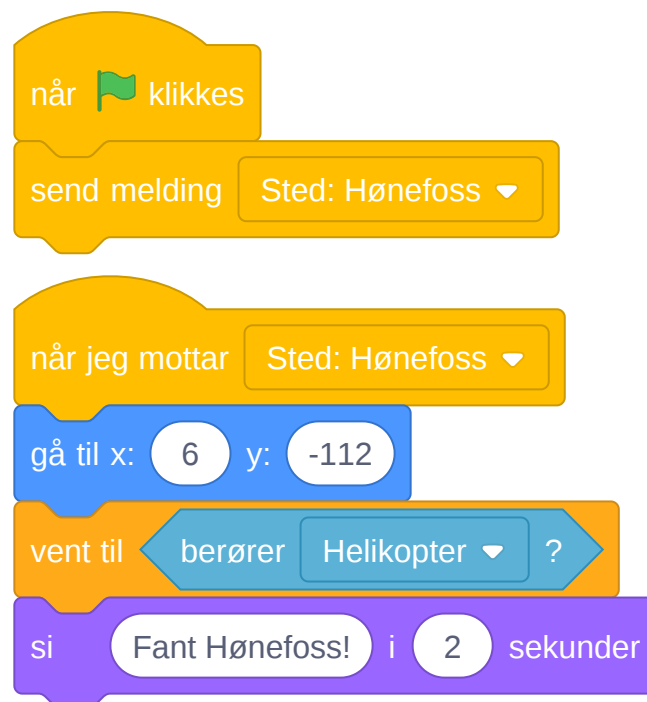 når klikkes
send melding Sted: Hønefoss
når jeg mottar Sted: Hønefoss
gå til x: 6 y: -112
vent til berører Helikopter ?
si Fant Hønefoss! i 2 sekunder